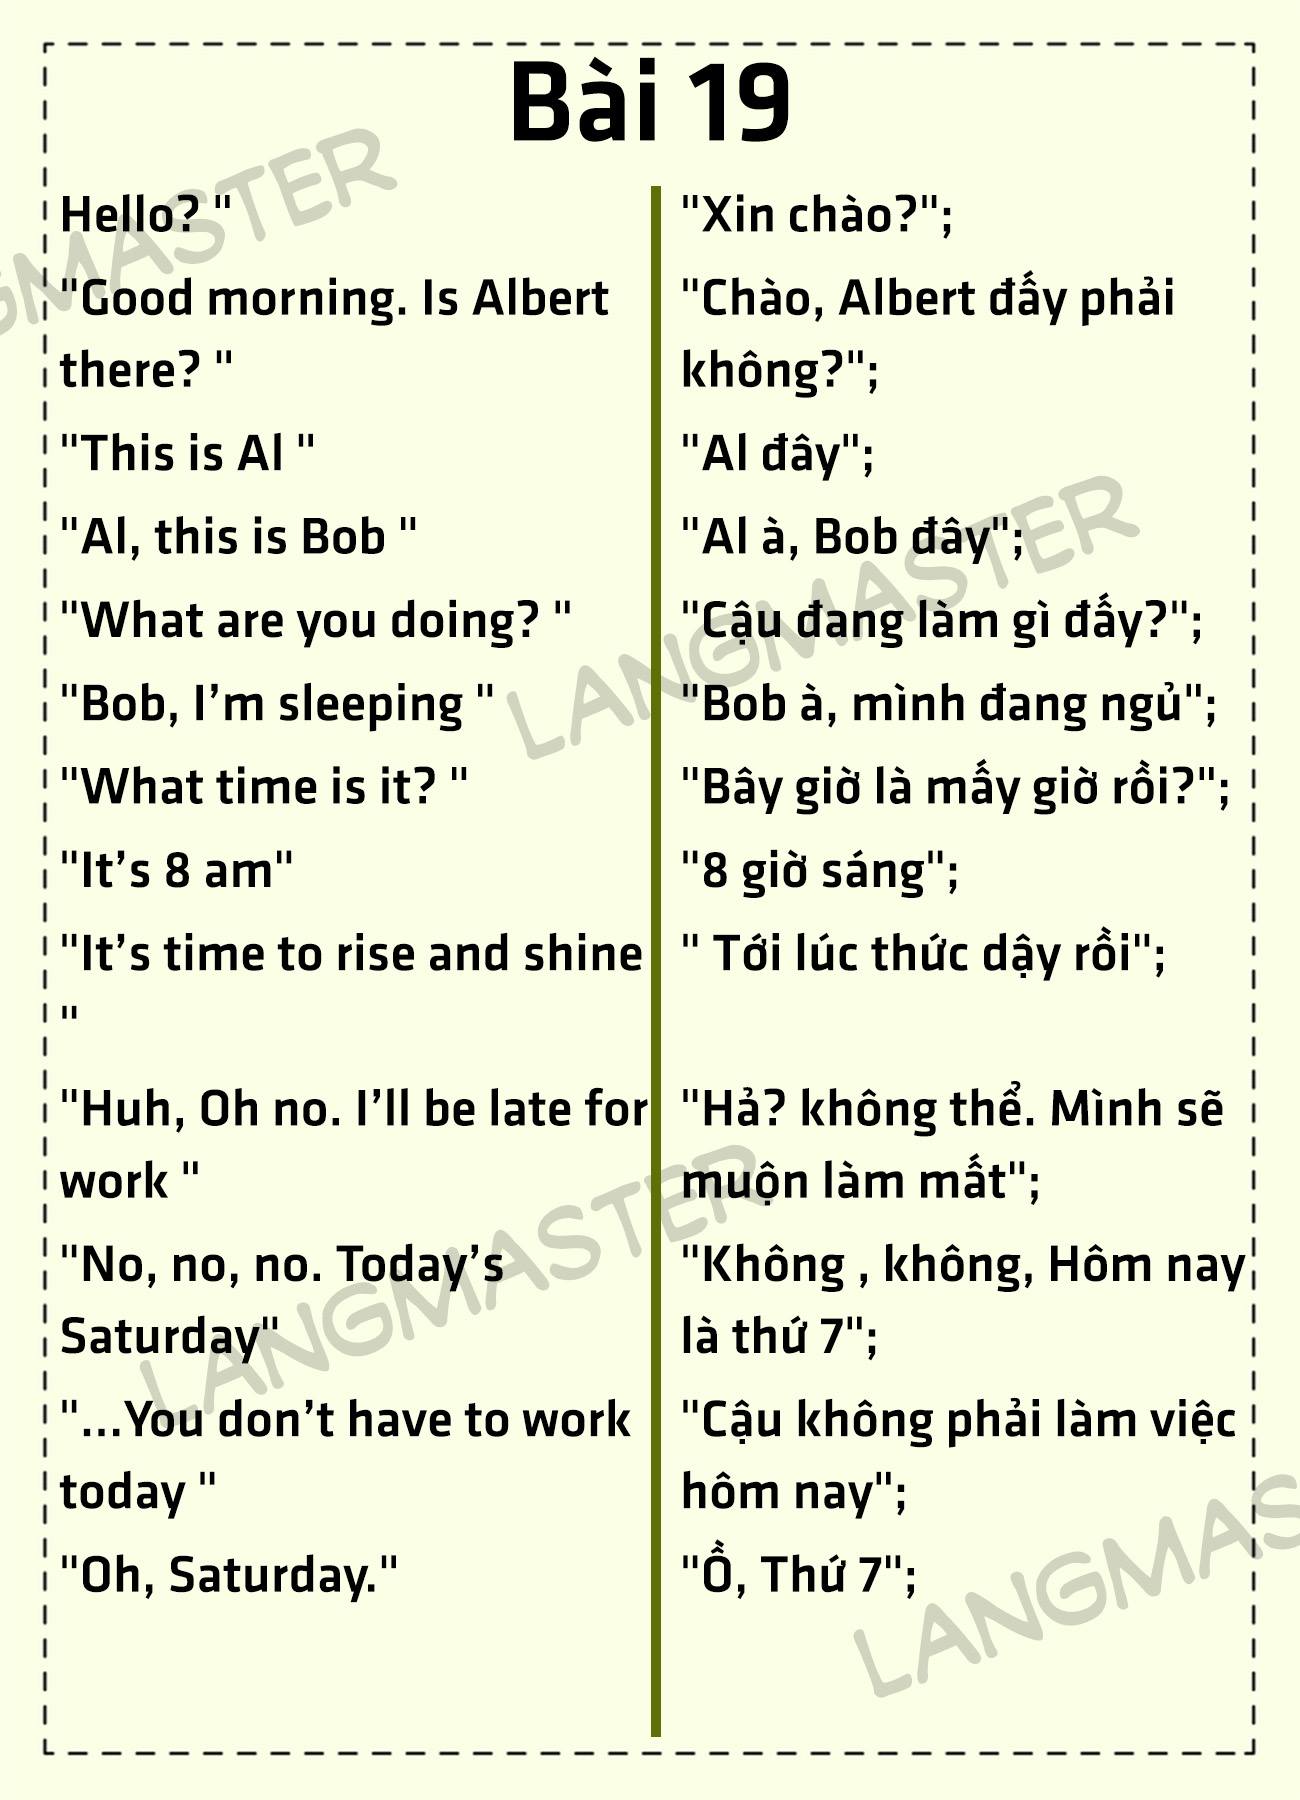 Bài 19
Hello? "
"Good morning. Is Albert
there? "
"This is Al "
"Al, this is Bob "
"What are you doing? "
"Bob, I’m sleeping "
"What time is it? "
"It’s 8 am"
"It’s time to rise and shine
"
"Huh, Oh no. I’ll be late for
work "
"No, no, no. Today’s
Saturday"
"...You don’t have to work
today "
"Oh, Saturday."
"Xin chào?";
"Chào, Albert đấy phải
không?";
"Al đây";
"Al à, Bob đây";
"Cậu đang làm gì đấy?";
"Bob à, mình đang ngủ";
"Bây giờ là mấy giờ rồi?";
"8 giờ sáng";
" Tới lúc thức dậy rồi";
"Hả? không thể. Mình sẽ
muộn làm mất";
"Không , không, Hôm nay
là thứ 7";
"Cậu không phải làm việc
hôm nay";
"Ồ, Thứ 7";
GMASTER
LANGMASTER
LANGMASTER
LANGMAS